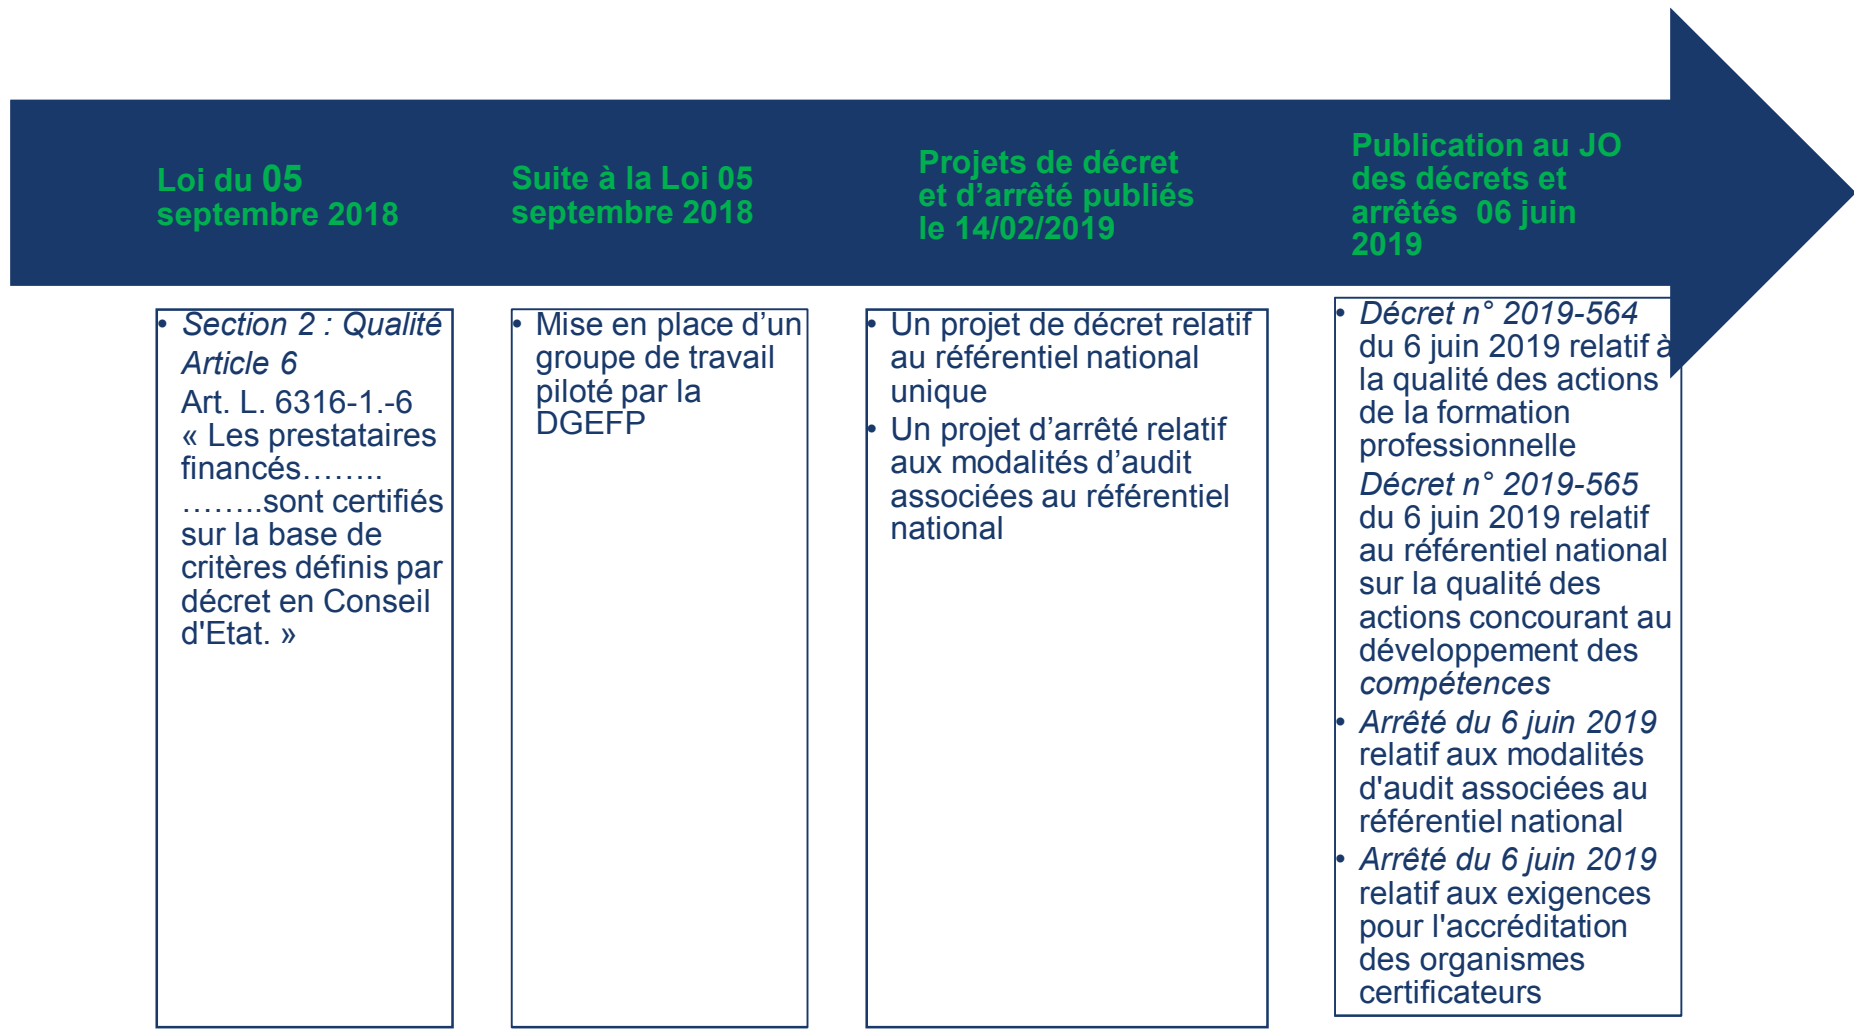 Loi du 05
septembre 2018
• Section 2 : Qualité
Article 6
Art. L. 6316-1.-6
« Les prestataires
financés……..
……..sont certifiés
sur la base de
critères définis par
décret en Conseil
d'Etat. »
Suite à la Loi 05
septembre 2018
• Mise en place d’un
groupe de travail
piloté par la
DGEFP
Projets de décret
et d’arrêté publiés
le 14/02/2019
• Un projet de décret relatif
au référentiel national
unique
• Un projet d’arrêté relatif
aux modalités d’audit
associées au référentiel
national
Publication au JO
des décrets et
arrêtés 06 juin
2019
• Décret n° 2019-564
du 6 juin 2019 relatif à
la qualité des actions
de la formation
professionnelle
Décret n° 2019-565
du 6 juin 2019 relatif
au référentiel national
sur la qualité des
actions concourant au
développement des
compétences
• Arrêté du 6 juin 2019
relatif aux modalités
d'audit associées au
référentiel national
• Arrêté du 6 juin 2019
relatif aux exigences
pour l'accréditation
des organismes
certificateurs